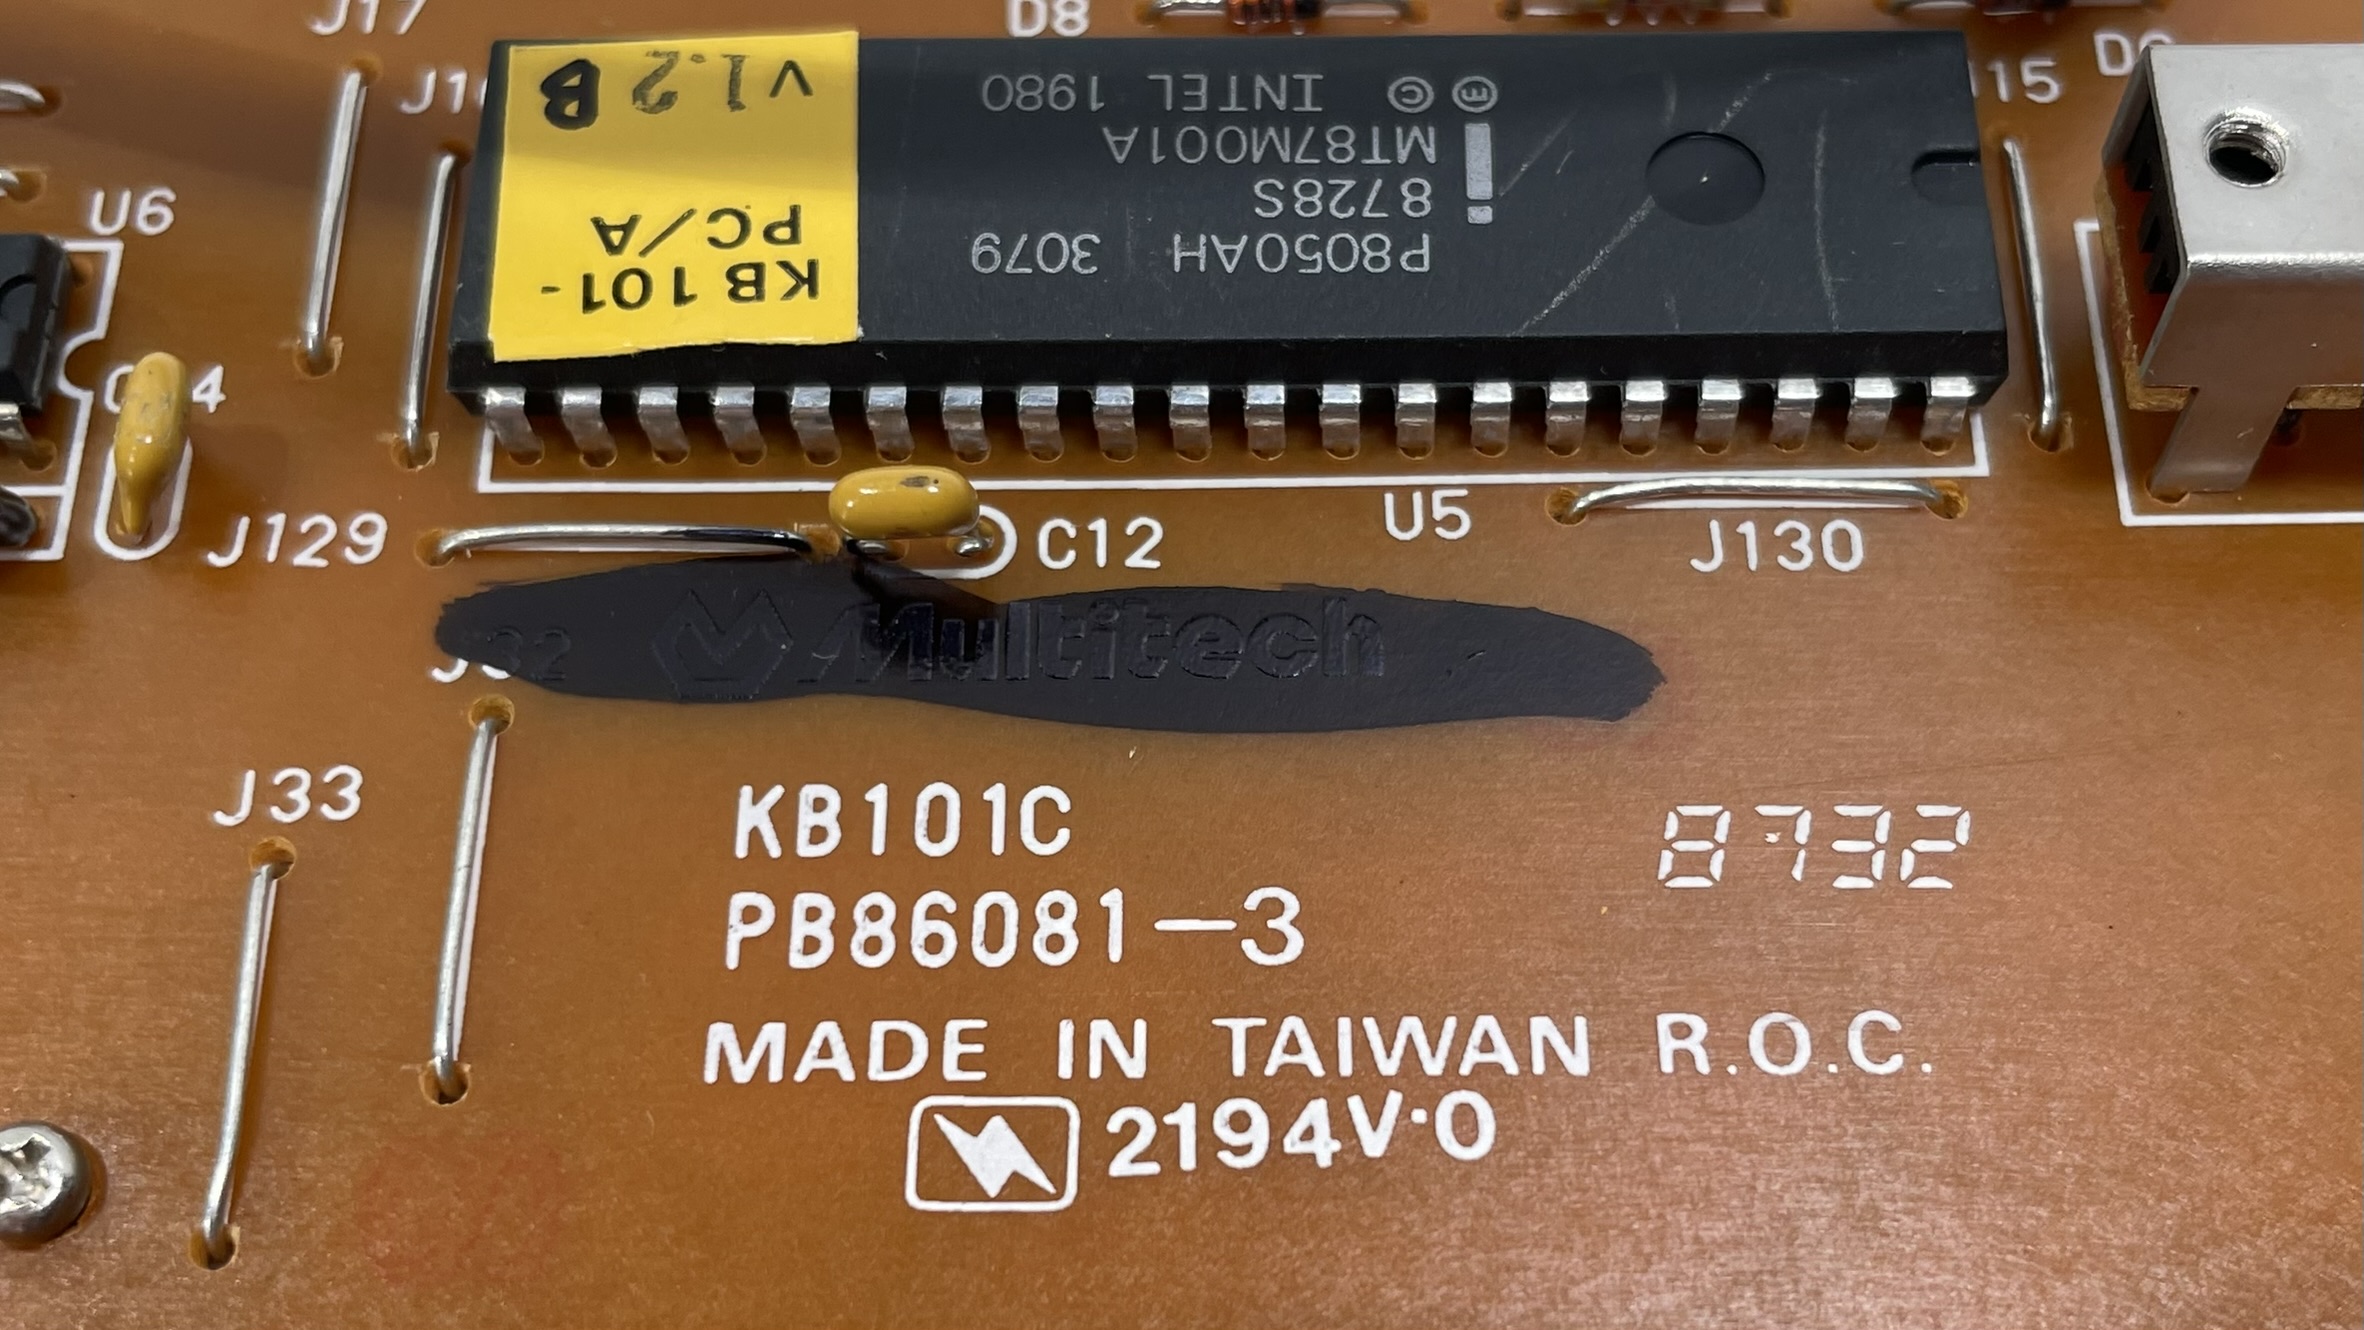 J17
D8
J15
v1.2 B
KB 101-
PC/A
P8050AH 3079
8728S
MT87M001A
Ⓜ © INTEL 1980
U6
J129
C12
U5
J130
J32
Multitech
J33
KB101C
8732
PB86081-3
MADE IN TAIWAN R.O.C.
2194V·0